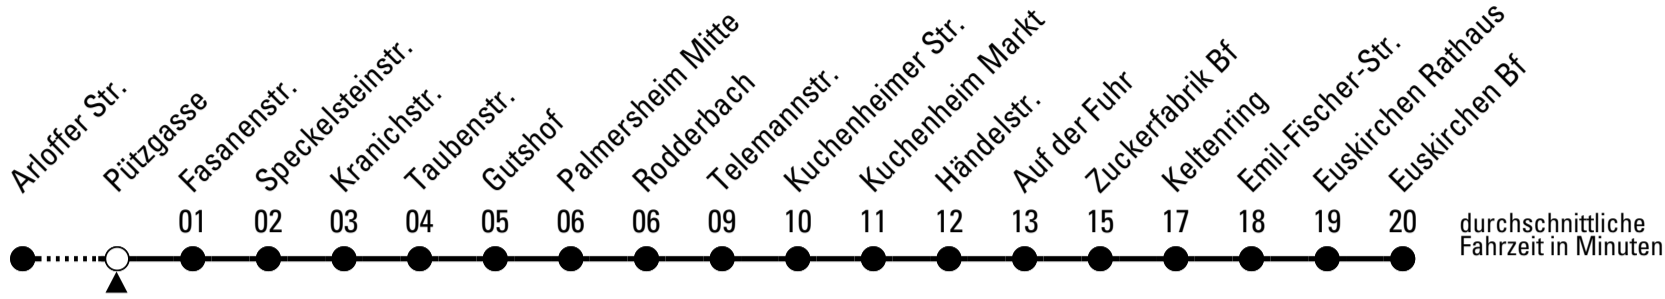 Arloffer Str.
Pützgasse
Fasanenstr.
Speckelsteinstr.
Kranichstr.
Taubenstr.
Gutshof
Palmersheim Mitte
Rodderbach
Telemannstr.
Kuchenheimer Str.
Kuchenheim Markt
Händelstr.
Auf der Fuhr
Zuckerfabrik Bf
Keltenring
Emil-Fischer-Str.
Euskirchen Rathaus
Euskirchen Bf
01 02 03 04 05 06 06 09 10 11 12 13 15 17 18 19 20
durchschnittliche
Fahrzeit in Minuten